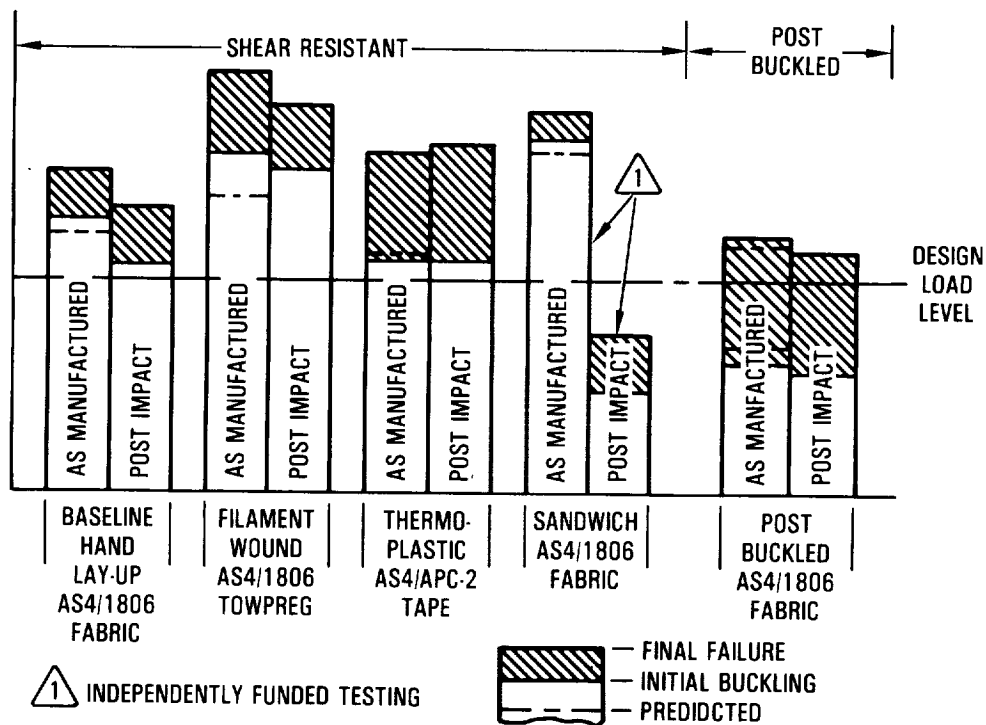 SHEAR RESISTANT
POST
BUCKLED
1
DESIGN
LOAD
LEVEL
AS MANUFACTURED
POST IMPACT
AS MANUFACTURED
POST IMPACT
AS MANUFACTURED
POST IMPACT
AS MANUFACTURED
POST IMPACT
AS MANFACTURED
POST IMPACT
BASELINE
HAND
LAY-UP
AS4/1806
FABRIC
FILAMENT
WOUND
AS4/1806
TOWPREG
THERMO-
PLASTIC
AS4/APC-2
TAPE
SANDWICH
AS4/1806
FABRIC
POST
BUCKLED
AS4/1806
FABRIC
1 INDEPENDENTLY FUNDED TESTING
FINAL FAILURE
INITIAL BUCKLING
PREDIDCTED